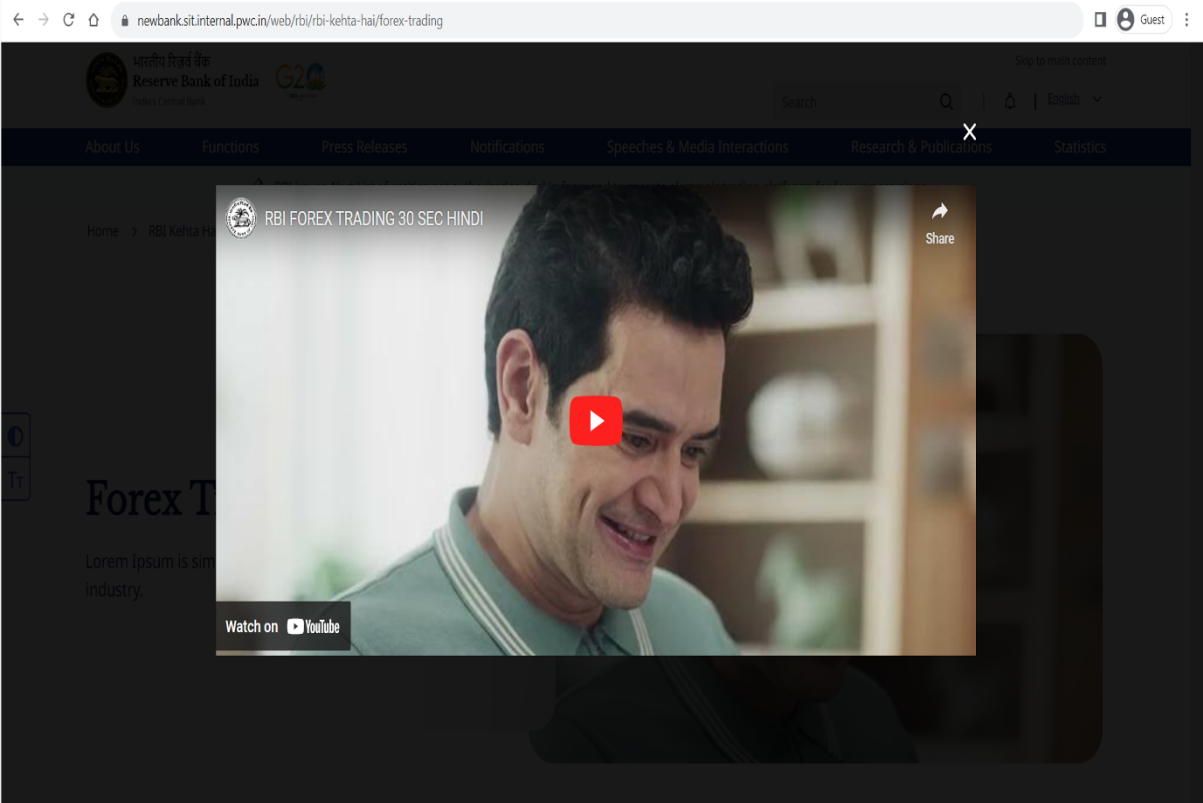 newbank.sit.internal.pwc.in/web/rbi/rbi-kehta-hai/forex-trading
Guest
भारतीय रिज़र्व बैंक
Reserve Bank of India
India's Central Bank
G20
Skip to main content
Search
English
X
About Us
Functions
Press Releases
Notifications
Speeches & Media Interactions
Research & Publications
Statistics
Home > RBI Kehta Ha
RBI FOREX TRADING 30 SEC HINDI
Share
Tт
Forex T
Lorem Ipsum is sim
industry.
Watch on YouTube